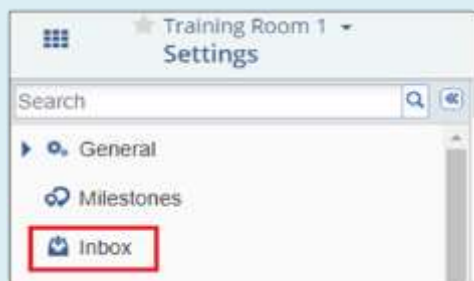 Training Room 1
Settings
Search
General
Milestones
Inbox